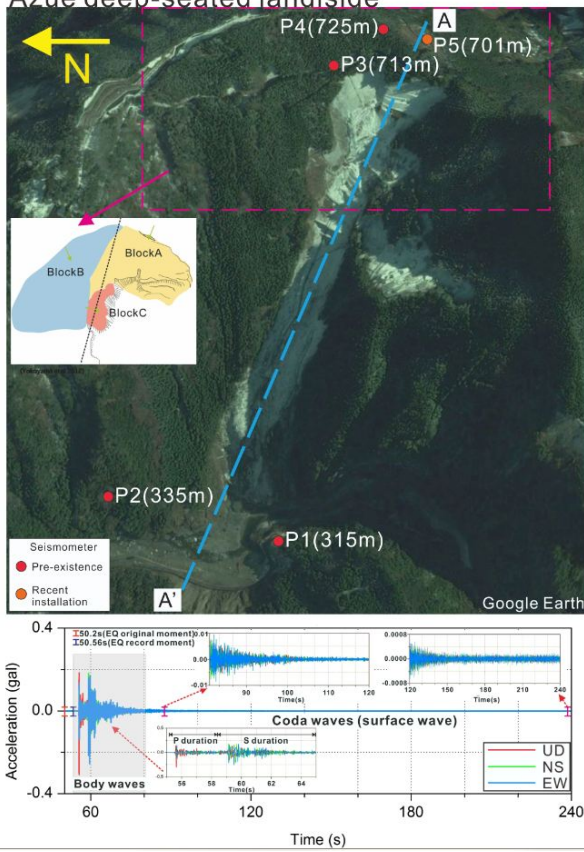 Azue deep-seated landslide
A
P4(725m)
P5(701m)
N
P3(713m)
BlockA
BlockB
BlockC
P2(335m)
P1(315m)
Seismometer
Pre-existence
Recent
installation
A'
Google Earth
0.4
50.2s(EQ original moment)
50.56s(EQ record moment)
0.01
0.00
-0.01
100
120
Time(s)
0.0008
0.0000
-0.0008
120 150 180 210 240
Time(s)
Acceleration (gal)
0.0
Coda waves (surface wave)
P duration S duration
0.0
56 58 60 62 64
Time(s)
Body waves
UD
NS
EW
-0.4
60 120 180 240
Time (s)